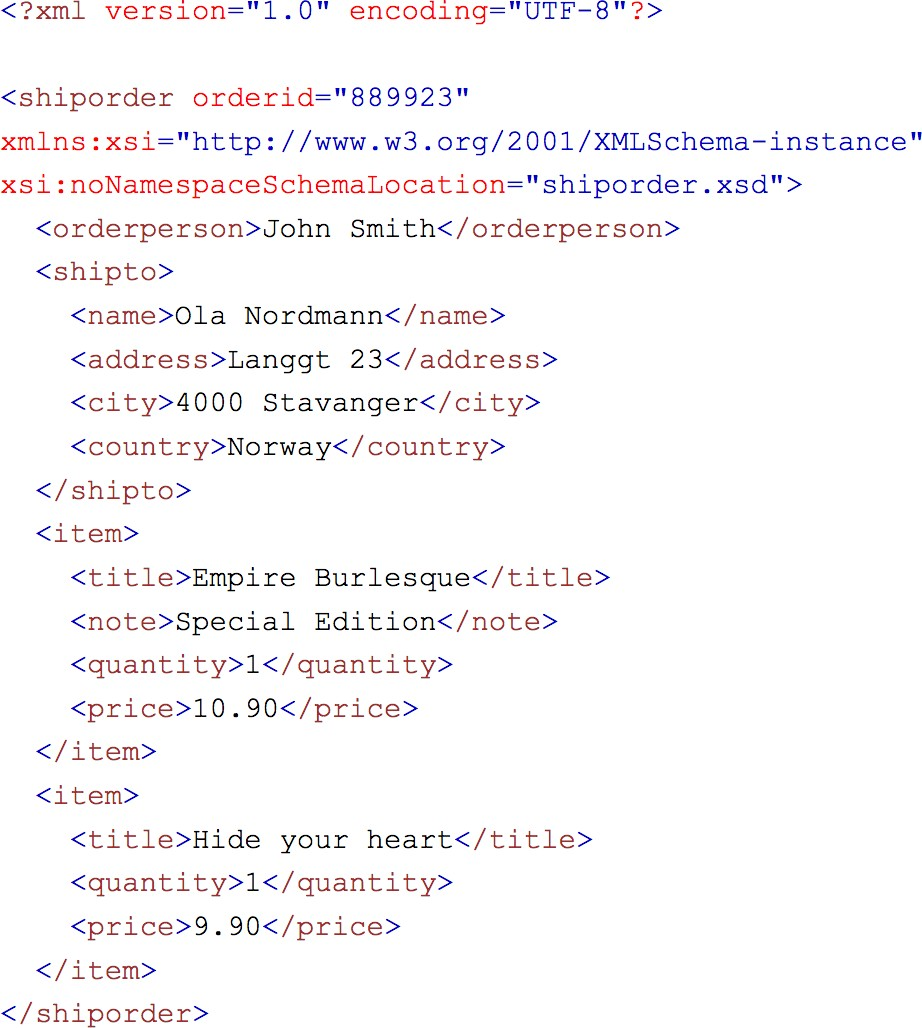 <?xml version="1.0" encoding="UTF-8"?>
<shiporder orderid="889923"
xmlns:xsi="http://www.w3.org/2001/XMLSchema-instance"
xsi:noNamespaceSchemaLocation="shiporder.xsd">
  <orderperson>John Smith</orderperson>
  <shipto>
    <name>Ola Nordmann</name>
    <address>Langgt 23</address>
    <city>4000 Stavanger</city>
    <country>Norway</country>
  </shipto>
  <item>
    <title>Empire Burlesque</title>
    <note>Special Edition</note>
    <quantity>1</quantity>
    <price>10.90</price>
  </item>
  <item>
    <title>Hide your heart</title>
    <quantity>1</quantity>
    <price>9.90</price>
  </item>
</shiporder>